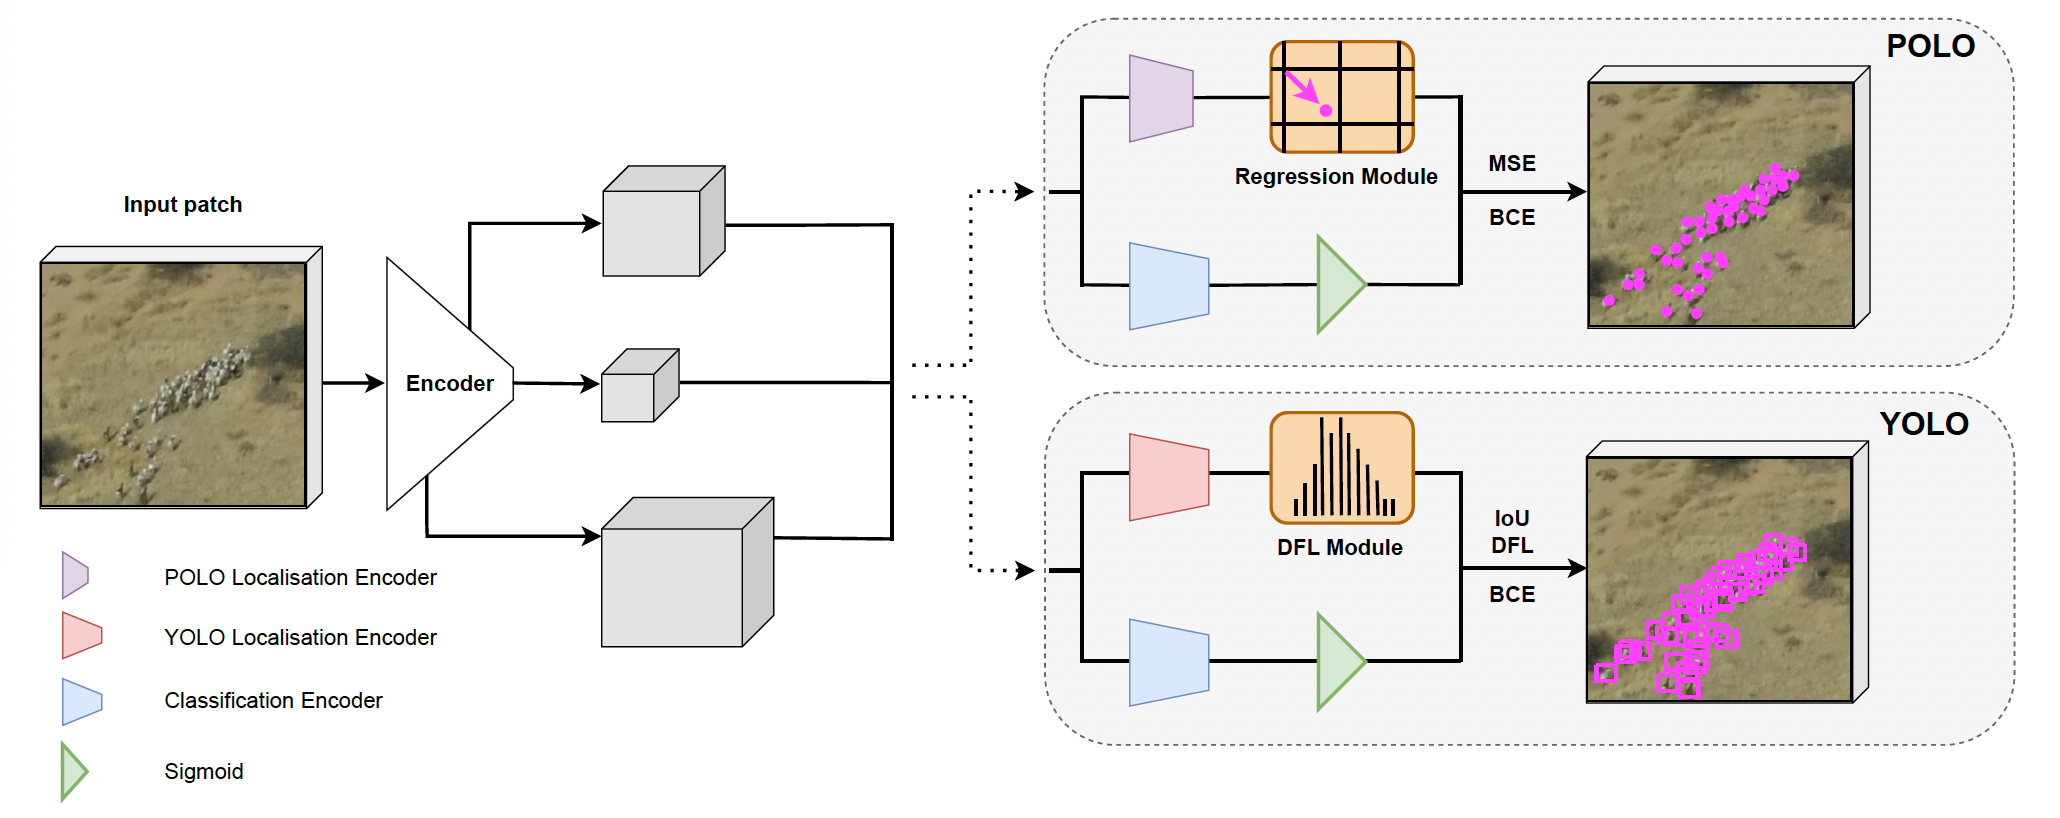 Input patch
Encoder
POLO Localisation Encoder
YOLO Localisation Encoder
Classification Encoder
Sigmoid
POLO
Regression Module
MSE
BCE
YOLO
DFL Module
IoU
DFL
BCE